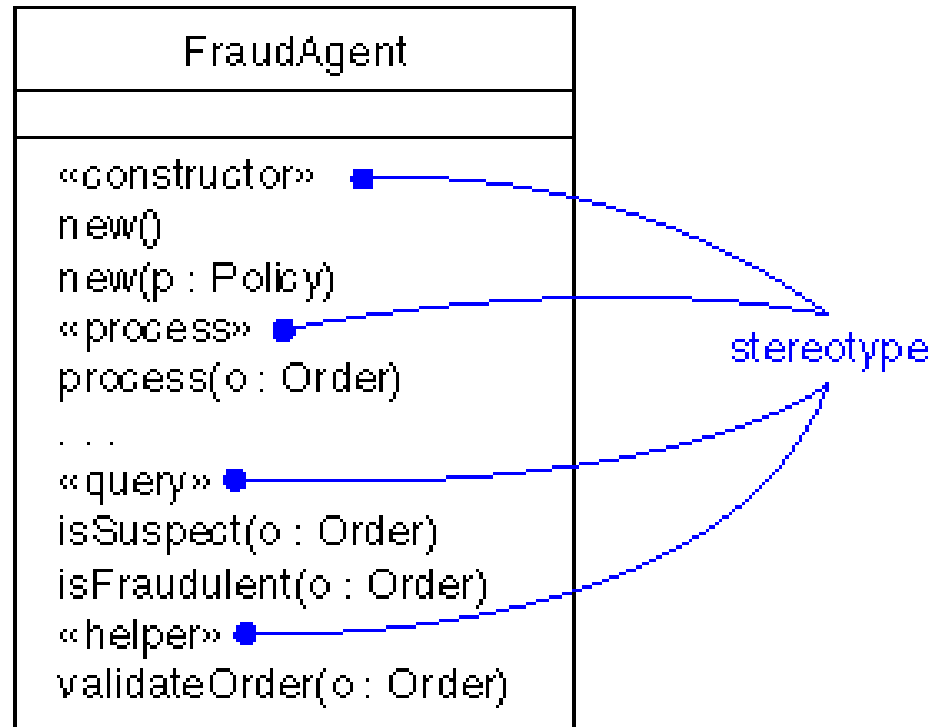 FraudAgent
«constructor»
new()
new(p : Policy)
«process»
process(o : Order)
. . .
«query»
isSuspect(o : Order)
isFraudulent(o : Order)
«helper»
validateOrder(o : Order)
stereotype